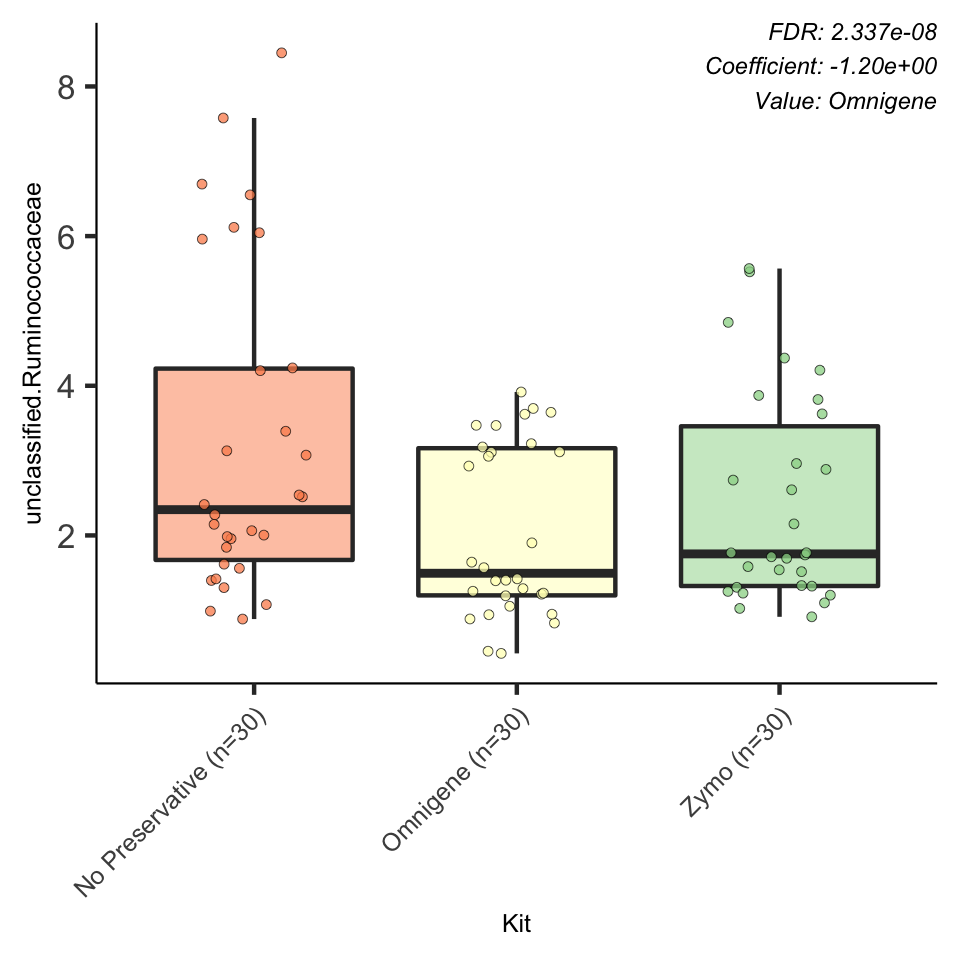 FDR: 2.337e-08
Coefficient: -1.20e+00
Value: Omnigene
unclassified.Ruminococcaceae
8
6
4
2
No Preservative (n=30)
Omnigene (n=30)
Zymo (n=30)
Kit